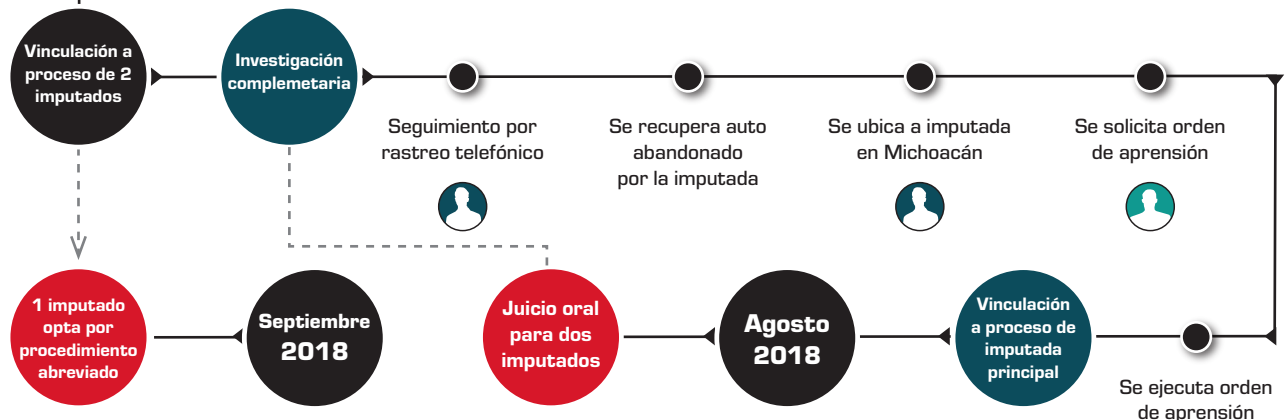 Vinculación a
proceso de 2
imputados
Investigación
complemetaria
Seguimiento por
rastreo telefónico
Se recupera auto
abandonado
por la imputada
Se ubica a imputada
en Michoacán
Se solicita orden
de aprensión
1 imputado
opta por
procedimiento
abreviado
Septiembre
2018
Juicio oral
para dos
imputados
Agosto
2018
Vinculación
a proceso de
imputada
principal
Se ejecuta orden
de aprensión